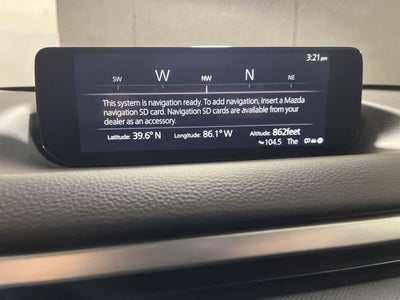 3:21pm
SW W NW N NE
This system is navigation ready. To add navigation, insert a Mazda
navigation SD card. Navigation SD cards are available from your
dealer as an accessory.
Latitude: 39.6° N Longitude: 86.1° W Altitude: 862feet
104.5 The